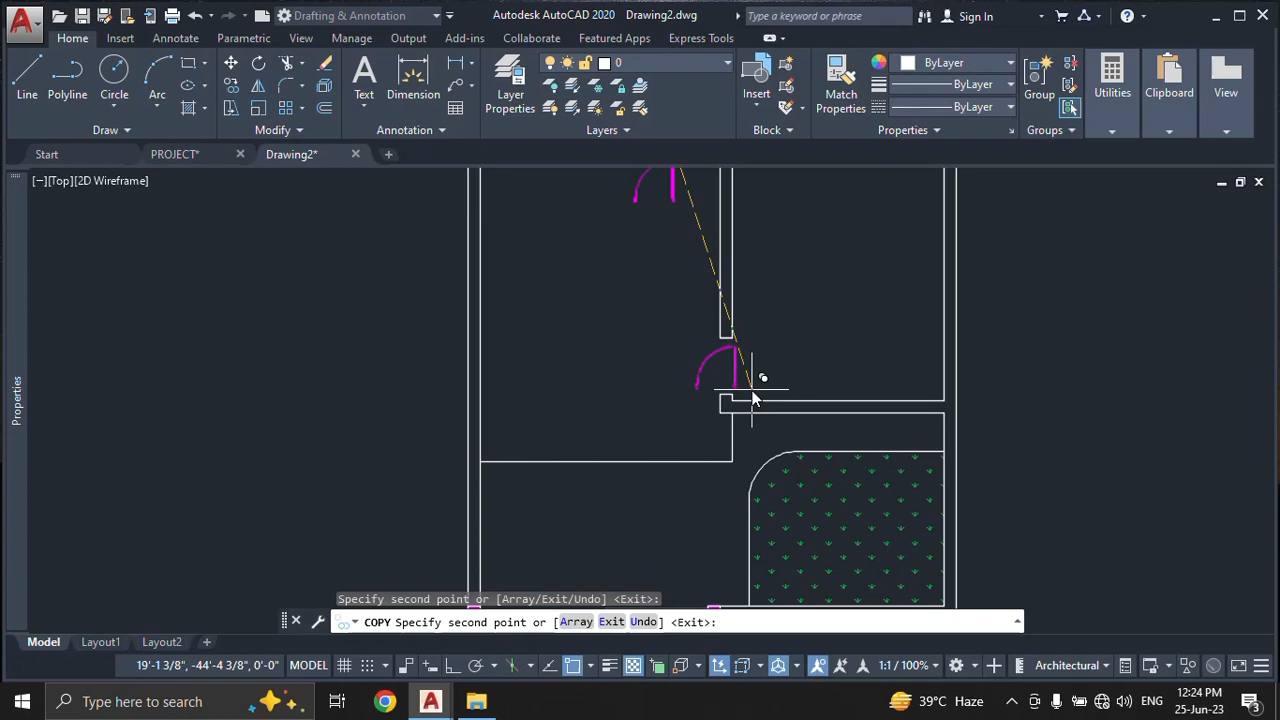 Drafting & Annotation
Autodesk AutoCAD 2020 Drawing2.dwg
Type a keyword or phrase
Sign In
Home Insert Annotate Parametric View Manage Output Add-ins Collaborate Featured Apps Express Tools
Line Polyline Circle Arc
Draw
Modify
Text Dimension
Annotation
Layer Properties
0
Layers
Insert
Block
Match Properties
ByLayer
ByLayer
ByLayer
Properties
Group
Groups
Utilities
Clipboard
View
Start
PROJECT*
Drawing2*
[−][Top][2D Wireframe]
Properties
Specify second point or [Array/Exit/Undo] <Exit>:
COPY Specify second point or [Array Exit Undo] <Exit>:
Model Layout1 Layout2
19'-1 3/8", -44'-4 3/8", 0'-0" MODEL
1:1 / 100%
Architectural
Type here to search
39°C Haze
ENG
12:24 PM
25-Jun-23
3